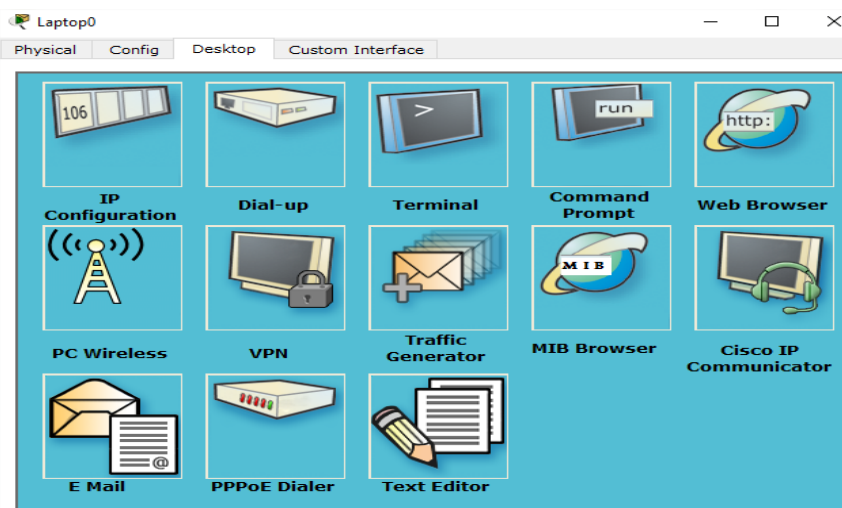 Laptop0
Physical Config Desktop Custom Interface
106
>
run
http:
IP
Configuration
Dial-up
Terminal
Command
Prompt
Web Browser
MIB
PC Wireless
VPN
Traffic
Generator
MIB Browser
Cisco IP
Communicator
@
E Mail
PPPoE Dialer
Text Editor